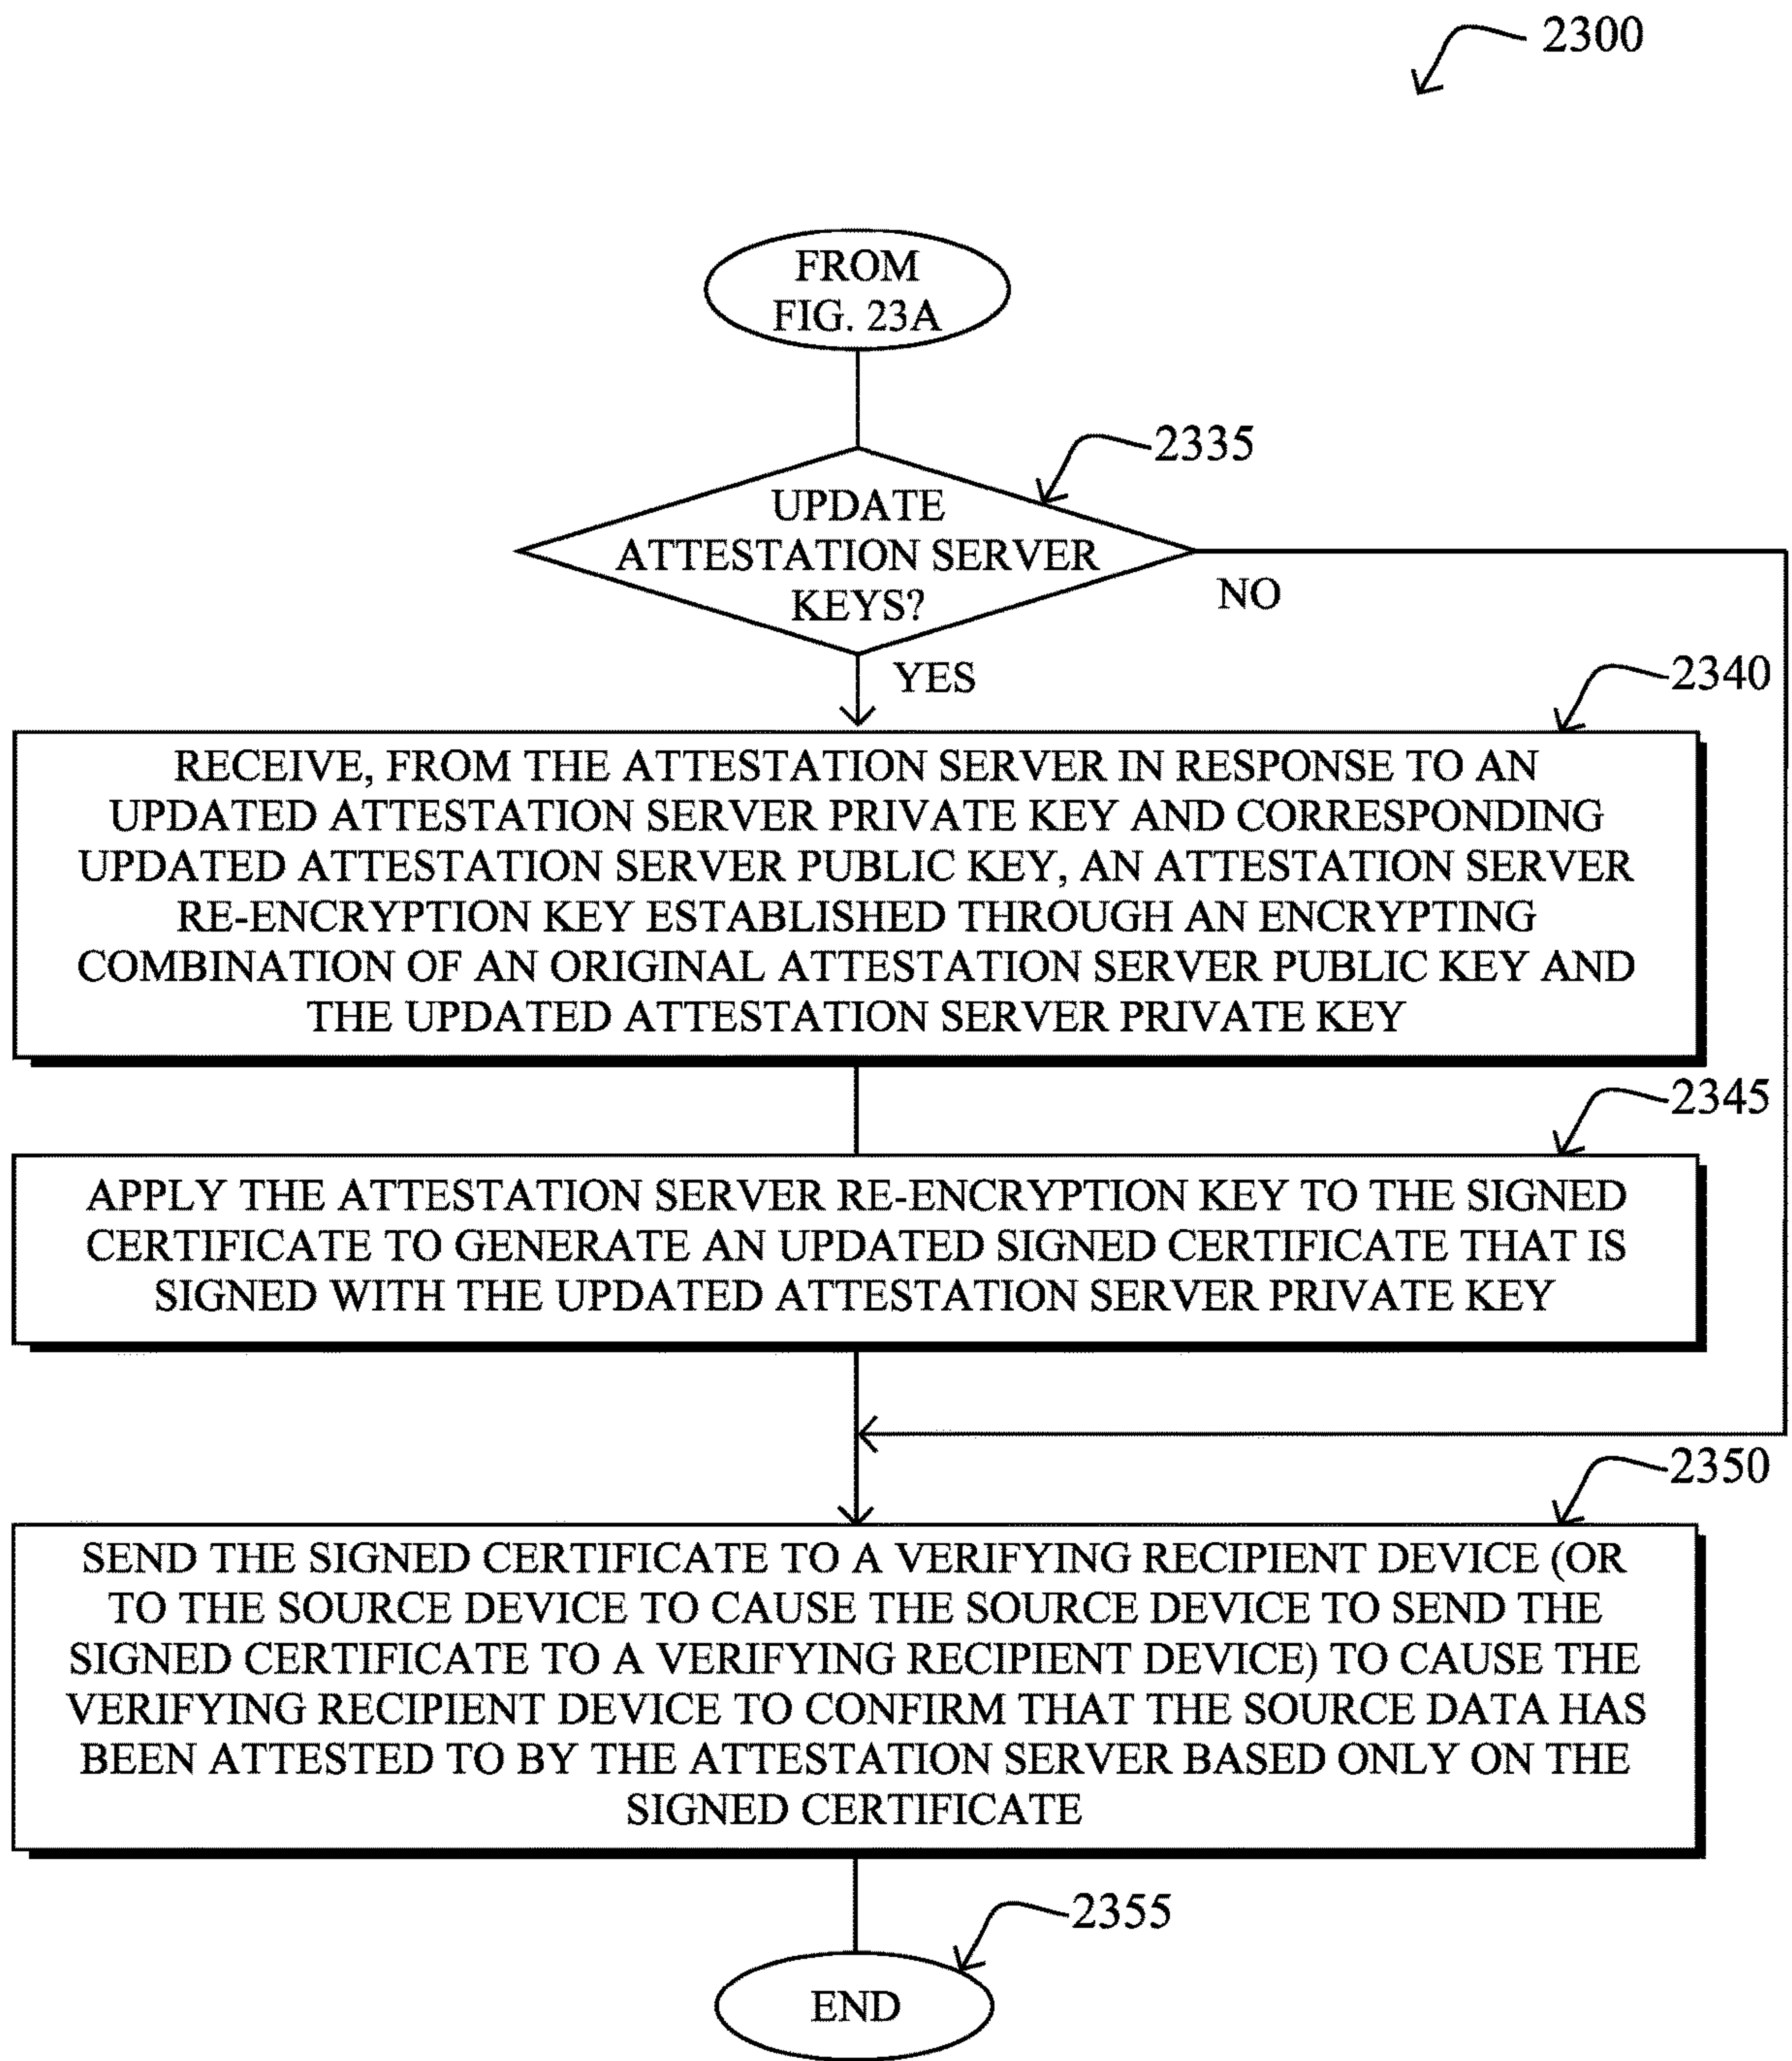 2300
FROM
FIG. 23A
2335
UPDATE
ATTESTATION SERVER
KEYS?
NO
YES
2340
RECEIVE, FROM THE ATTESTATION SERVER IN RESPONSE TO AN
UPDATED ATTESTATION SERVER PRIVATE KEY AND CORRESPONDING
UPDATED ATTESTATION SERVER PUBLIC KEY, AN ATTESTATION SERVER
RE-ENCRYPTION KEY ESTABLISHED THROUGH AN ENCRYPTING
COMBINATION OF AN ORIGINAL ATTESTATION SERVER PUBLIC KEY AND
THE UPDATED ATTESTATION SERVER PRIVATE KEY
2345
APPLY THE ATTESTATION SERVER RE-ENCRYPTION KEY TO THE SIGNED
CERTIFICATE TO GENERATE AN UPDATED SIGNED CERTIFICATE THAT IS
SIGNED WITH THE UPDATED ATTESTATION SERVER PRIVATE KEY
2350
SEND THE SIGNED CERTIFICATE TO A VERIFYING RECIPIENT DEVICE (OR
TO THE SOURCE DEVICE TO CAUSE THE SOURCE DEVICE TO SEND THE
SIGNED CERTIFICATE TO A VERIFYING RECIPIENT DEVICE) TO CAUSE THE
VERIFYING RECIPIENT DEVICE TO CONFIRM THAT THE SOURCE DATA HAS
BEEN ATTESTED TO BY THE ATTESTATION SERVER BASED ONLY ON THE
SIGNED CERTIFICATE
2355
END